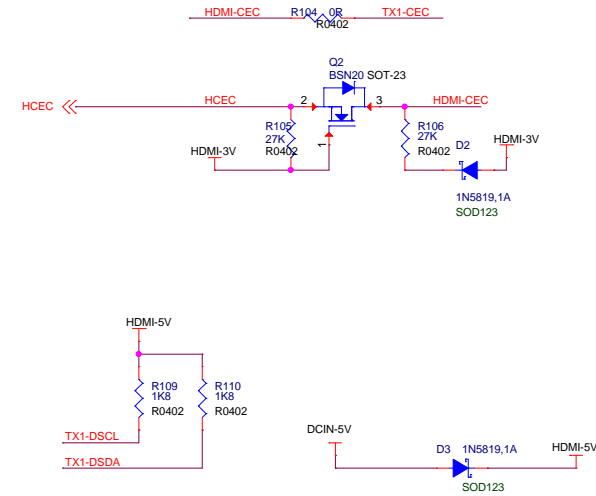 HDMI-CEC R104 0R TX1-CEC
R0402
Q2
BSN20 SOT-23
HCEC HCEC 2 3 HDMI-CEC
R105 R106
27K 27K
R0402 R0402
1
HDMI-3V D2 HDMI-3V
1N5819,1A
SOD123
HDMI-5V
R109 R110
1K8 1K8
R0402 R0402
TX1-DSCL
TX1-DSDA
DCIN-5V D3 1N5819,1A HDMI-5V
SOD123